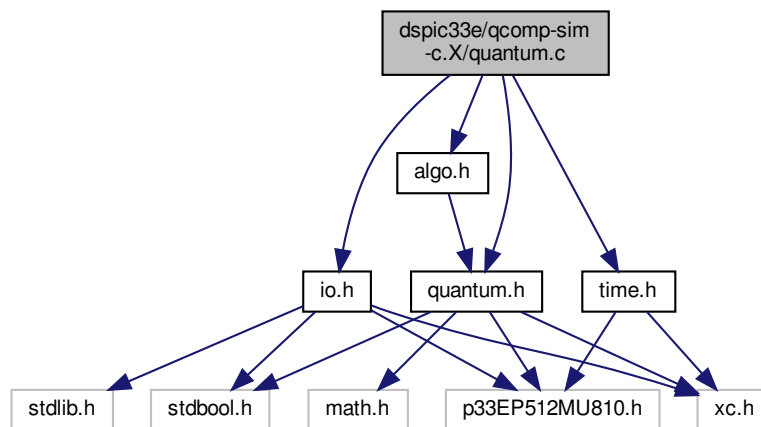 dspic33e/qcomp-sim
-c.X/quantum.c
algo.h
io.h
quantum.h
time.h
stdlib.h
stdbool.h
math.h
p33EP512MU810.h
xc.h